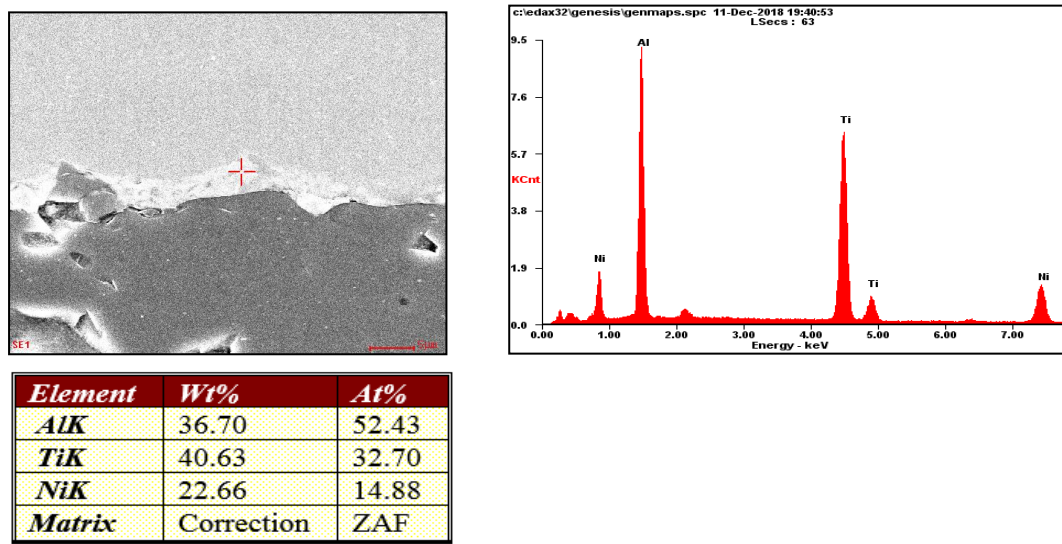 c:\edax32\genesis\genmaps.spc 11-Dec-2018 19:40:53
LSecs : 63
9.5
7.6
5.7
KCnt
3.8
1.9
0.0
Al
Ti
Ni
Ti
Ni
0.00 1.00 2.00 3.00 4.00 5.00 6.00 7.00
Energy - keV
SE1
Element Wt% At%
AlK 36.70 52.43
TiK 40.63 32.70
NiK 22.66 14.88
Matrix Correction ZAF